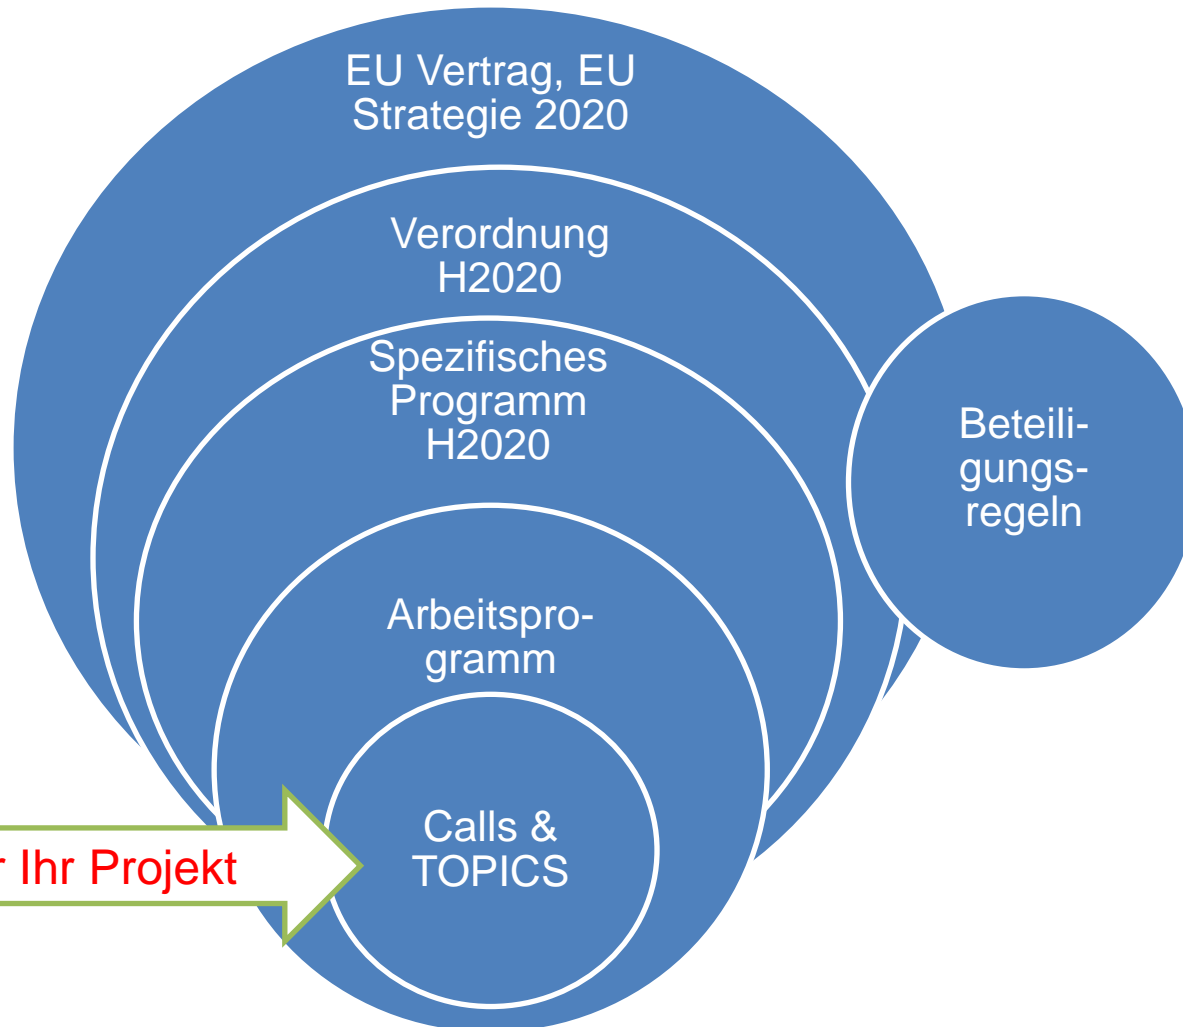 EU Vertrag, EU
Strategie 2020
Verordnung
H2020
Spezifisches
Programm
H2020
Beteili-
gungs-
regeln
Arbeitspro-
gramm
Calls &
TOPICS
Ihr Projekt